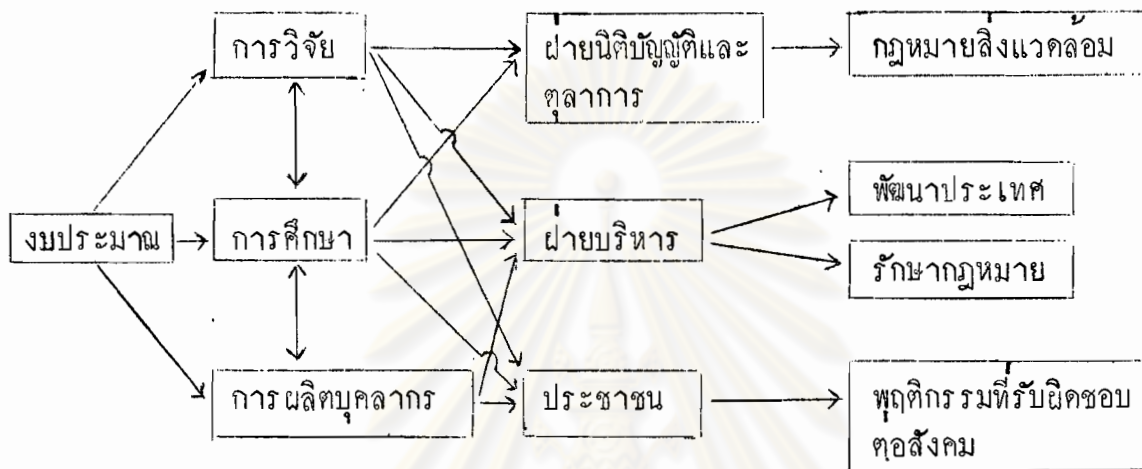 การวิจัย
ฝ่ายนิติบัญญัติและ
ตุลาการ
กฎหมายสิ่งแวดล้อม
งบประมาณ
การศึกษา
ฝ่ายบริหาร
พัฒนาประเทศ
รักษากฎหมาย
การผลิตบุคลากร
ประชาชน
พฤติกรรมที่รับผิดชอบ
ต่อสังคม